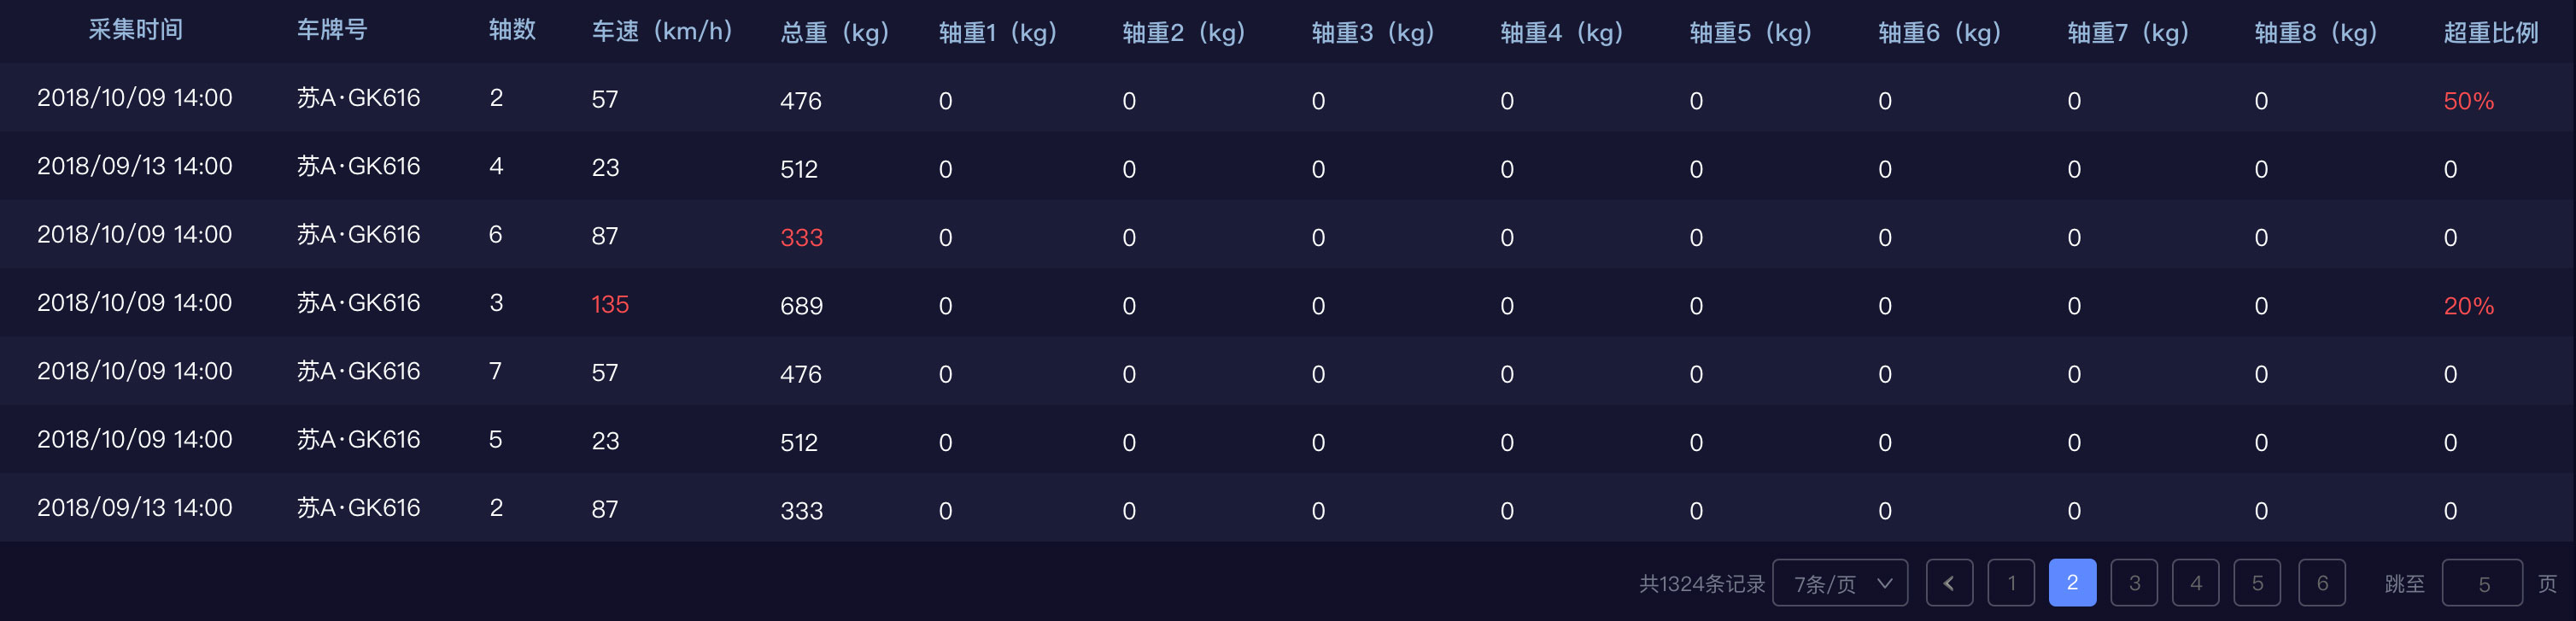 采集时间 车牌号 轴数 车速（km/h） 总重（kg） 轴重1（kg） 轴重2（kg） 轴重3（kg） 轴重4（kg） 轴重5（kg） 轴重6（kg） 轴重7（kg） 轴重8（kg） 超重比例
2018/10/09 14:00 苏A·GK616 2 57 476 0 0 0 0 0 0 0 0 50%
2018/09/13 14:00 苏A·GK616 4 23 512 0 0 0 0 0 0 0 0 0
2018/10/09 14:00 苏A·GK616 6 87 333 0 0 0 0 0 0 0 0 0
2018/10/09 14:00 苏A·GK616 3 135 689 0 0 0 0 0 0 0 0 20%
2018/10/09 14:00 苏A·GK616 7 57 476 0 0 0 0 0 0 0 0 0
2018/10/09 14:00 苏A·GK616 5 23 512 0 0 0 0 0 0 0 0 0
2018/09/13 14:00 苏A·GK616 2 87 333 0 0 0 0 0 0 0 0 0
共1324条记录 7条/页 1 2 3 4 5 6 跳至 5 页